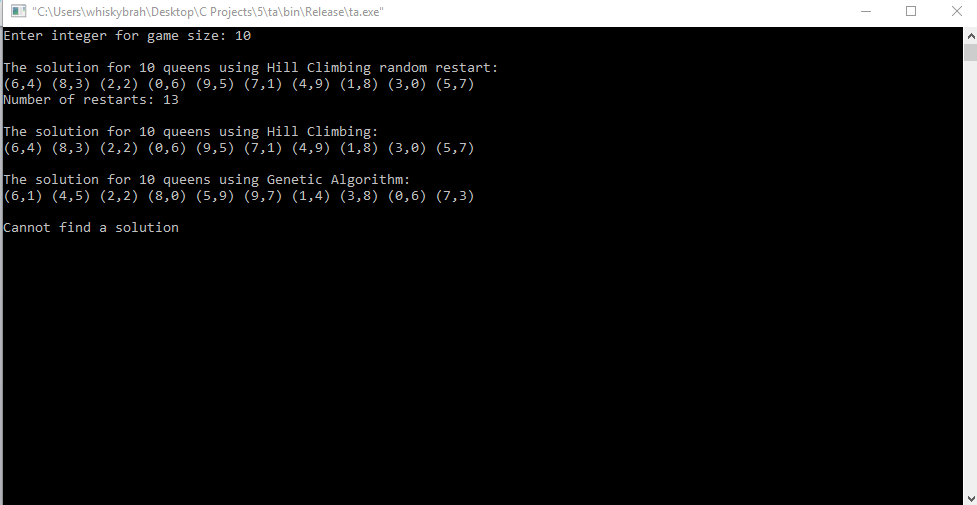 "C:\Users\whiskybrah\Desktop\C Projects\5\ta\bin\Release\ta.exe"
Enter integer for game size: 10
The solution for 10 queens using Hill Climbing random restart:
(6,4) (8,3) (2,2) (0,6) (9,5) (7,1) (4,9) (1,8) (3,0) (5,7)
Number of restarts: 13
The solution for 10 queens using Hill Climbing:
(6,4) (8,3) (2,2) (0,6) (9,5) (7,1) (4,9) (1,8) (3,0) (5,7)
The solution for 10 queens using Genetic Algorithm:
(6,1) (4,5) (2,2) (8,0) (5,9) (9,7) (1,4) (3,8) (0,6) (7,3)
Cannot find a solution